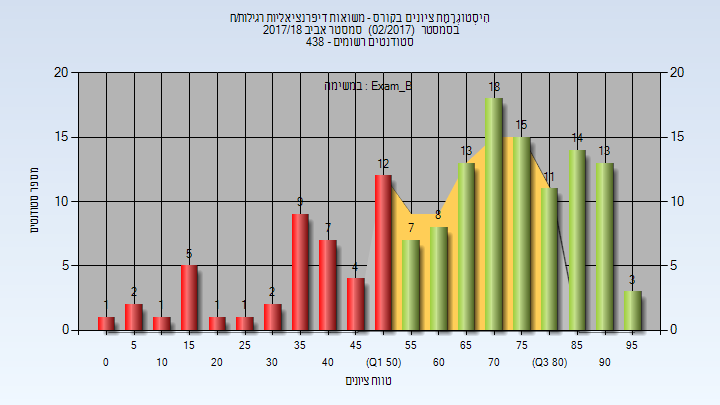 היסטוגרמת ציונים בקורס - משוואות דיפרנציאליות רגילות/ח
בסמסטר (02/2017) סמסטר אביב 2017/18
סטודנטים רשומים - 438
במשימה : Exam_B
מספר סטודנטים
20 20
15 15
10 10
5 5
0 0
1 2 1 5 1 1 2 9 7 4 12 7 8 13 18 15 11 14 13 3
5 15 25 35 45 55 65 75 85 95
0 10 20 30 40 (Q1 50) 60 70 (Q3 80) 90
טווח ציונים